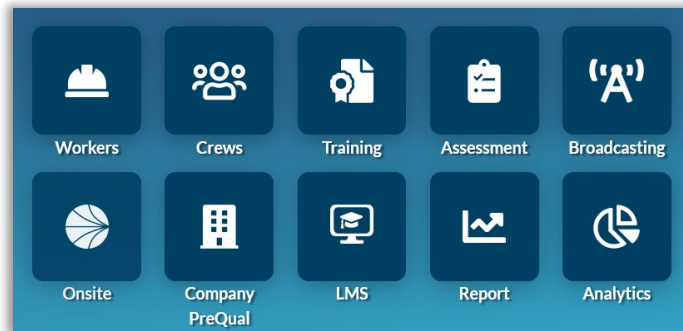 Workers
Crews
Training
Assessment
Broadcasting
Onsite
Company
PreQual
LMS
Report
Analytics